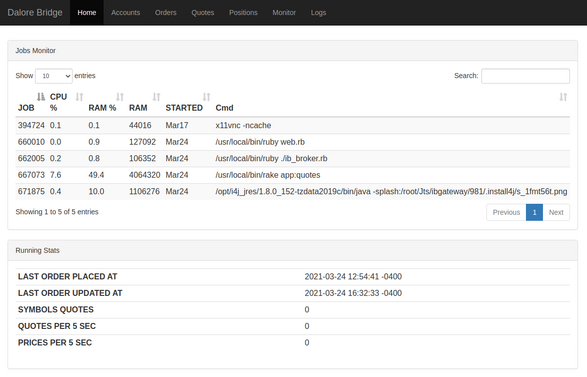 Dalore Bridge Home Accounts Orders Quotes Positions Monitor Logs
Jobs Monitor
Show 10 entries Search:
JOB CPU % RAM % RAM STARTED Cmd
394724 0.1 0.1 44016 Mar17 x11vnc -ncache
660010 0.0 0.9 127092 Mar24 /usr/local/bin/ruby web.rb
662005 0.2 0.8 106352 Mar24 /usr/local/bin/ruby ./ib_broker.rb
667073 7.6 49.4 4064320 Mar24 /usr/local/bin/rake app:quotes
671875 0.4 10.0 1106276 Mar24 /opt/i4j_jres/1.8.0_152-tzdata2019c/bin/java -splash:/root/Jts/ibgateway/981/.install4j/s_1fmt56t.png
Showing 1 to 5 of 5 entries Previous 1 Next
Running Stats
LAST ORDER PLACED AT 2021-03-24 12:54:41 -0400
LAST ORDER UPDATED AT 2021-03-24 16:32:33 -0400
SYMBOLS QUOTES 0
QUOTES PER 5 SEC 0
PRICES PER 5 SEC 0